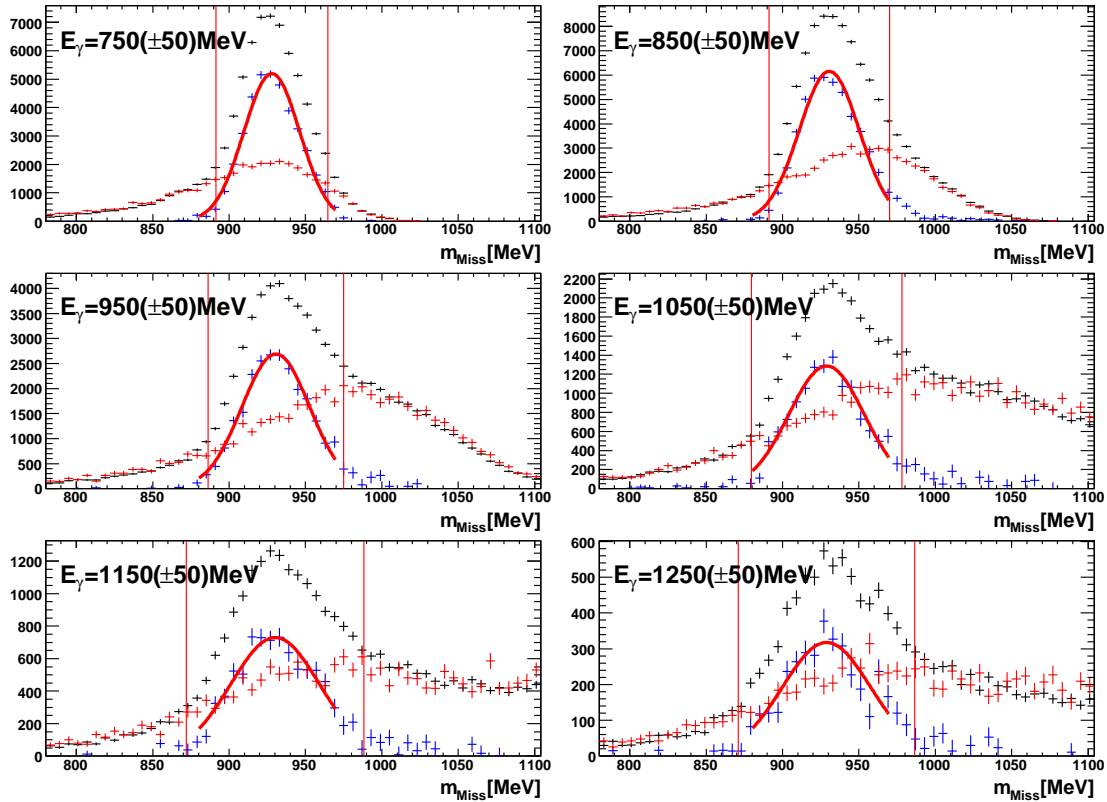 7000
6000
5000
4000
3000
2000
1000
0
E_γ=750(±50)MeV
800 850 900 950 1000 1050 1100
m_Miss[MeV]
8000
7000
6000
5000
4000
3000
2000
1000
0
E_γ=850(±50)MeV
800 850 900 950 1000 1050 1100
m_Miss[MeV]
4000
3500
3000
2500
2000
1500
1000
500
0
E_γ=950(±50)MeV
800 850 900 950 1000 1050 1100
m_Miss[MeV]
2200
2000
1800
1600
1400
1200
1000
800
600
400
200
0
E_γ=1050(±50)MeV
800 850 900 950 1000 1050 1100
m_Miss[MeV]
1200
1000
800
600
400
200
0
E_γ=1150(±50)MeV
800 850 900 950 1000 1050 1100
m_Miss[MeV]
600
500
400
300
200
100
0
E_γ=1250(±50)MeV
800 850 900 950 1000 1050 1100
m_Miss[MeV]